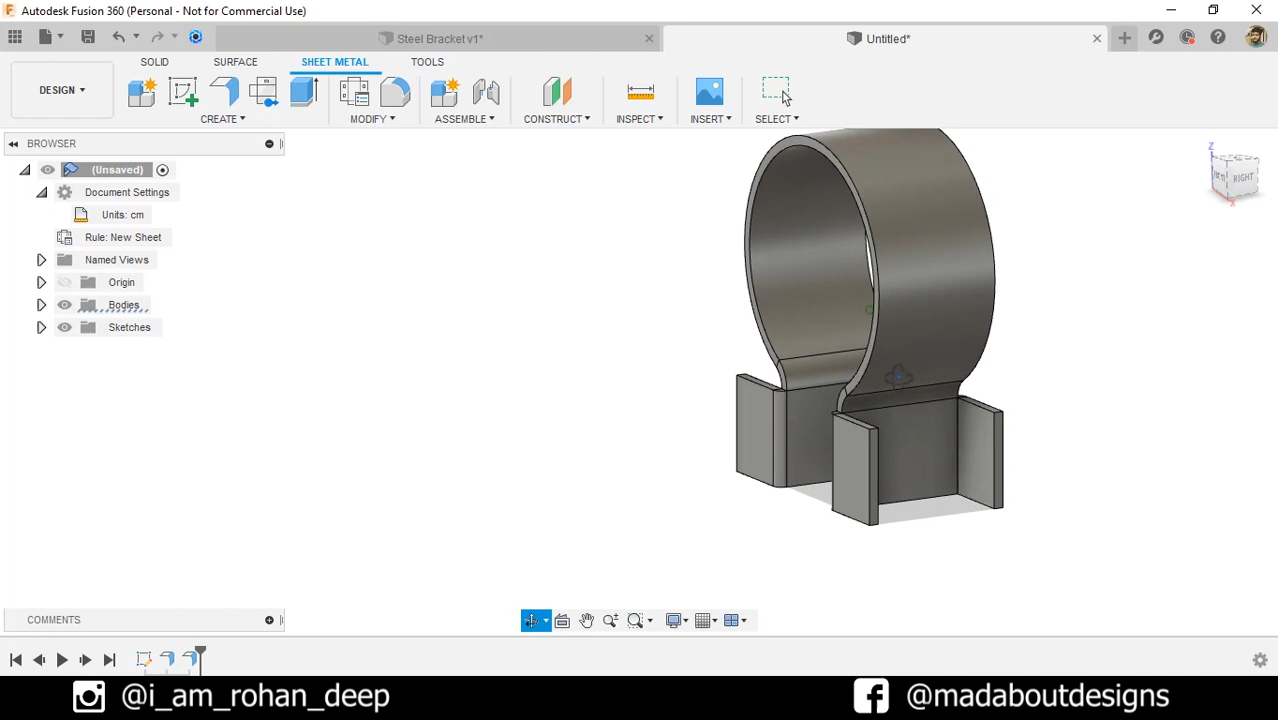 Autodesk Fusion 360 (Personal - Not for Commercial Use)
Steel Bracket v1*
Untitled*
SOLID SURFACE SHEET METAL TOOLS
DESIGN
CREATE MODIFY ASSEMBLE CONSTRUCT INSPECT INSERT SELECT
BROWSER
(Unsaved)
Document Settings
Units: cm
Rule: New Sheet
Named Views
Origin
Bodies
Sketches
Z
RIGHT
X
COMMENTS
@i_am_rohan_deep
@madaboutdesigns